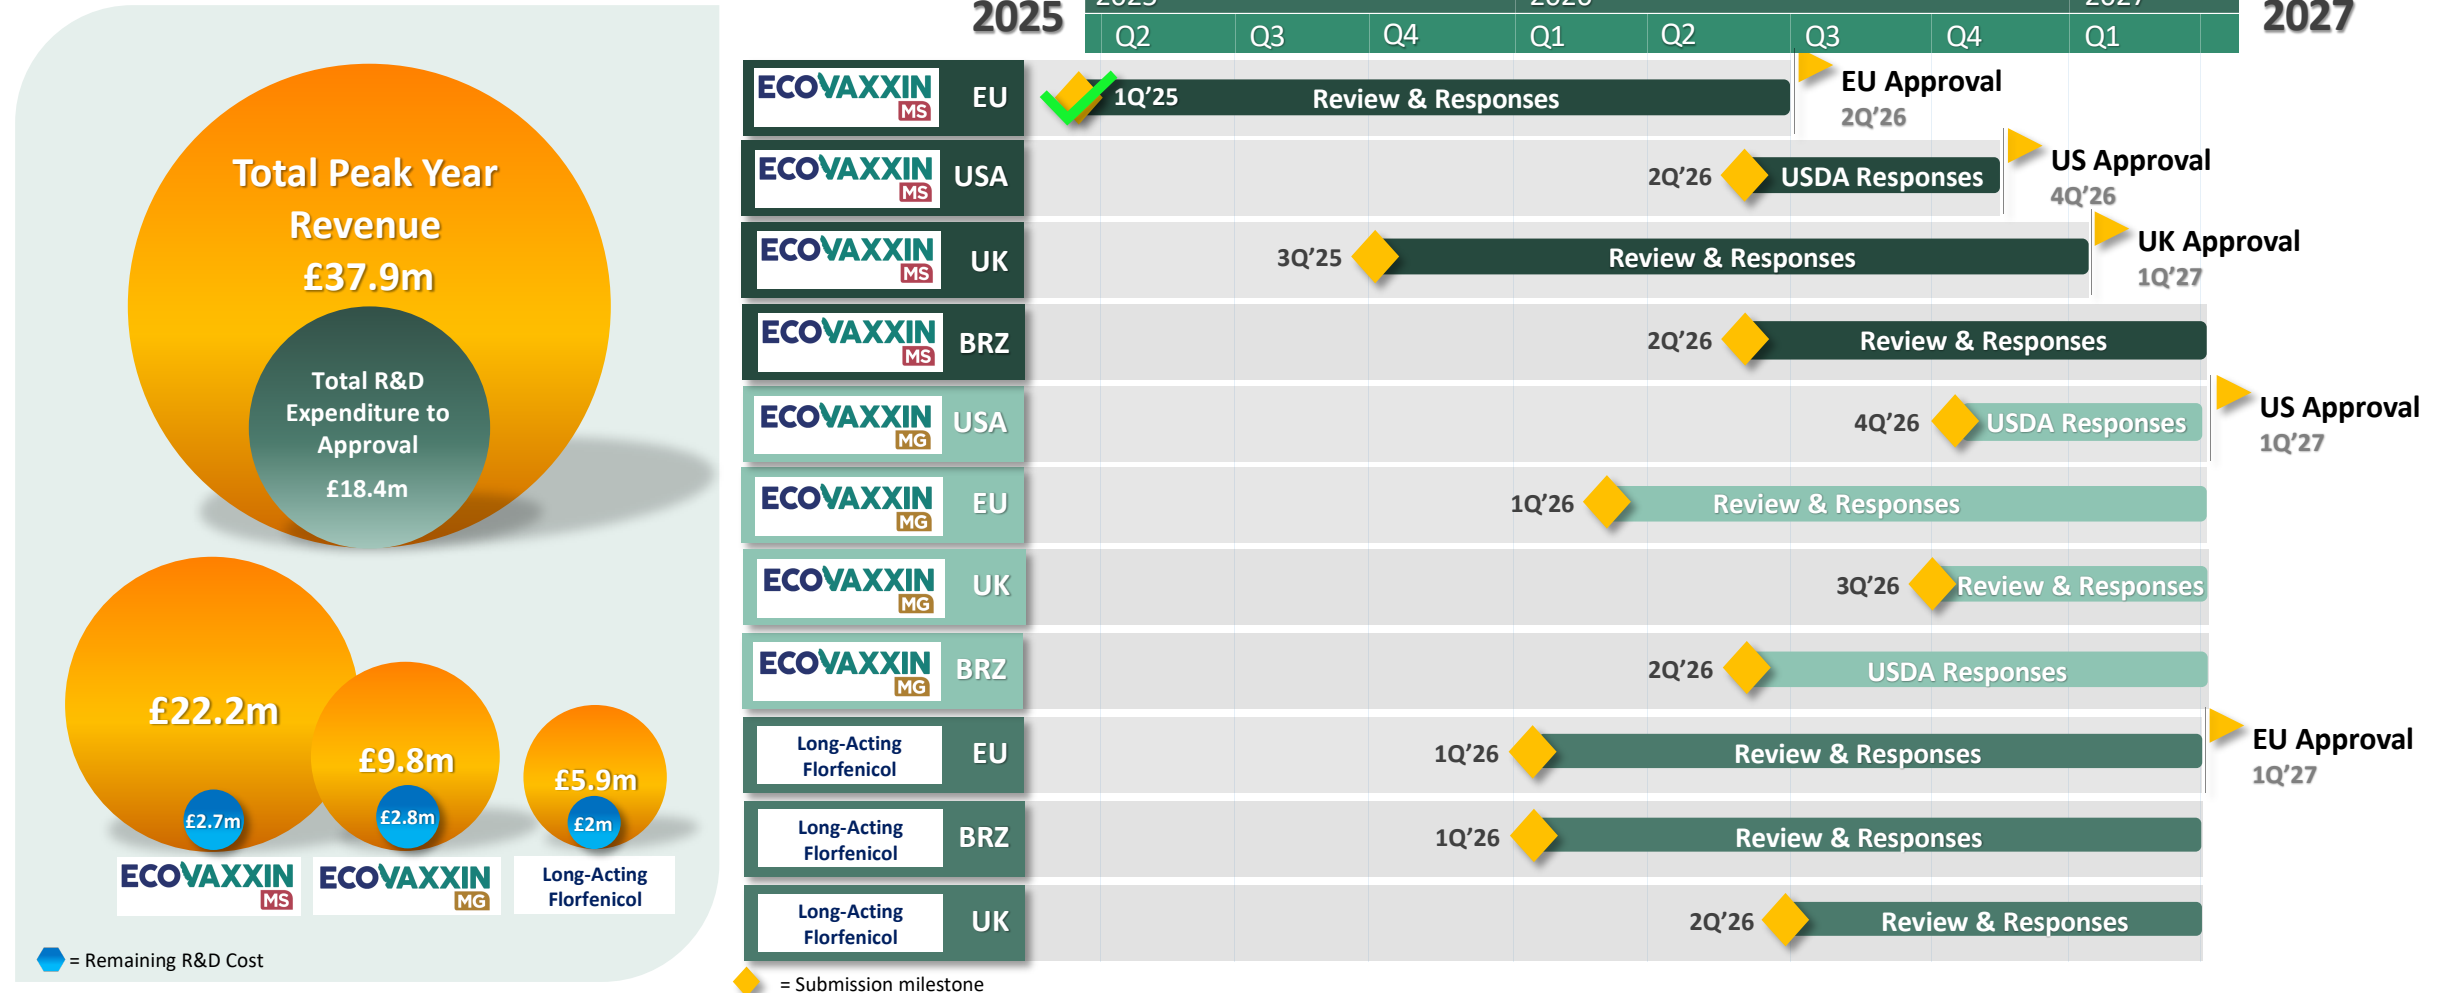 Total Peak Year
Revenue
£37.9m
Total R&D
Expenditure to
Approval
£18.4m
£22.2m
£9.8m
£5.9m
£2.7m
£2.8m
£2m
ECOVAXXIN
MS
ECOVAXXIN
MG
Long-Acting
Florfenicol
= Remaining R&D Cost
2025
2025 2026 2027
2027
Q2 Q3 Q4 Q1 Q2 Q3 Q4 Q1
ECOVAXXIN
MS
EU
1Q’25
Review & Responses
EU Approval
2Q’26
ECOVAXXIN
MS
USA
2Q’26
USDA Responses
US Approval
4Q’26
ECOVAXXIN
MS
UK
3Q’25
Review & Responses
UK Approval
1Q’27
ECOVAXXIN
MS
BRZ
2Q’26
Review & Responses
ECOVAXXIN
MG
USA
4Q’26
USDA Responses
US Approval
1Q’27
ECOVAXXIN
MG
EU
1Q’26
Review & Responses
ECOVAXXIN
MG
UK
3Q’26
Review & Responses
ECOVAXXIN
MG
BRZ
2Q’26
USDA Responses
Long-Acting
Florfenicol
EU
1Q’26
Review & Responses
EU Approval
1Q’27
Long-Acting
Florfenicol
BRZ
1Q’26
Review & Responses
Long-Acting
Florfenicol
UK
2Q’26
Review & Responses
= Submission milestone